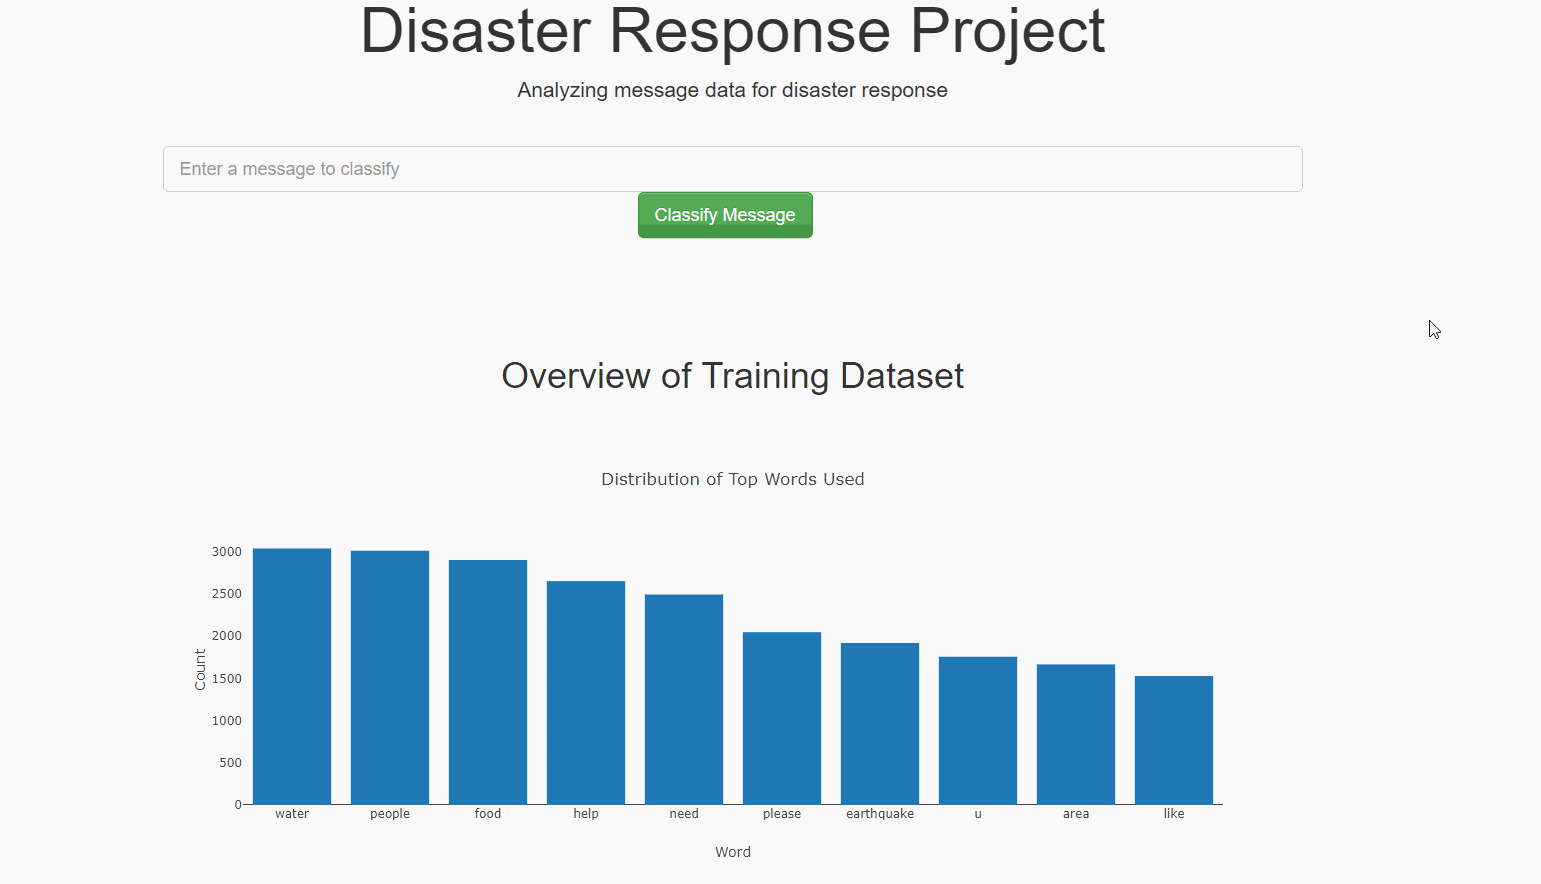 Disaster Response Project
Analyzing message data for disaster response
Enter a message to classify
Classify Message
Overview of Training Dataset
Distribution of Top Words Used
3000
2500
2000
1500
1000
500
0
Count
water people food help need please earthquake u area like
Word